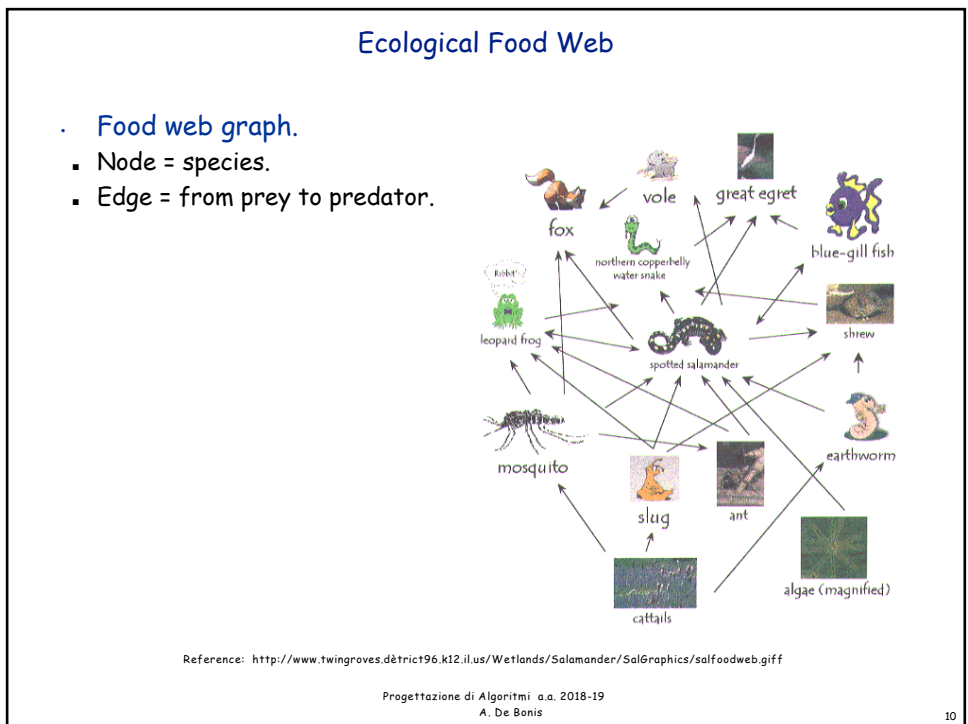 Ecological Food Web
· Food web graph.
▪ Node = species.
▪ Edge = from prey to predator.
vole
great egret
fox
northern copperbelly
water snake
blue-gill fish
Ribbit!
leopard frog
shrew
spotted salamander
mosquito
earthworm
slug
ant
algae (magnified)
cattails
Reference: http://www.twingroves.dètrict96.k12.il.us/Wetlands/Salamander/SalGraphics/salfoodweb.giff
Progettazione di Algoritmi a.a. 2018-19
A. De Bonis
10